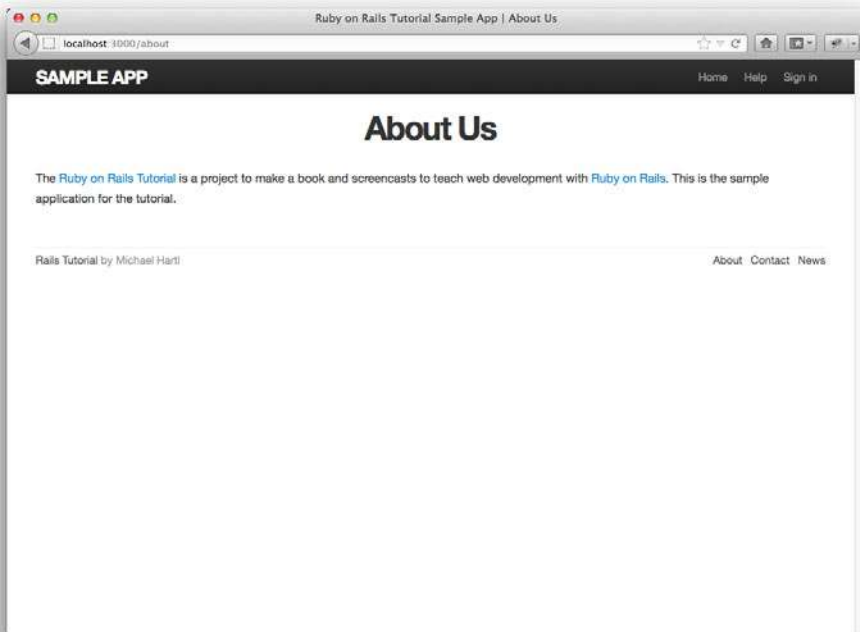 Ruby on Rails Tutorial Sample App | About Us
localhost:3000/about
SAMPLE APP
Home Help Sign in
About Us
The Ruby on Rails Tutorial is a project to make a book and screencasts to teach web development with Ruby on Rails. This is the sample
application for the tutorial.
Rails Tutorial by Michael Hartl
About Contact News